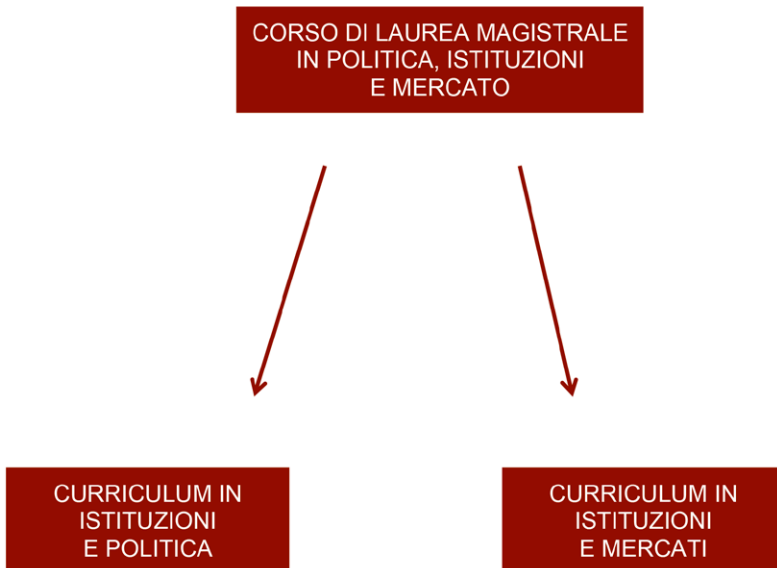 CORSO DI LAUREA MAGISTRALE
IN POLITICA, ISTITUZIONI
E MERCATO
CURRICULUM IN
ISTITUZIONI
E POLITICA
CURRICULUM IN
ISTITUZIONI
E MERCATI